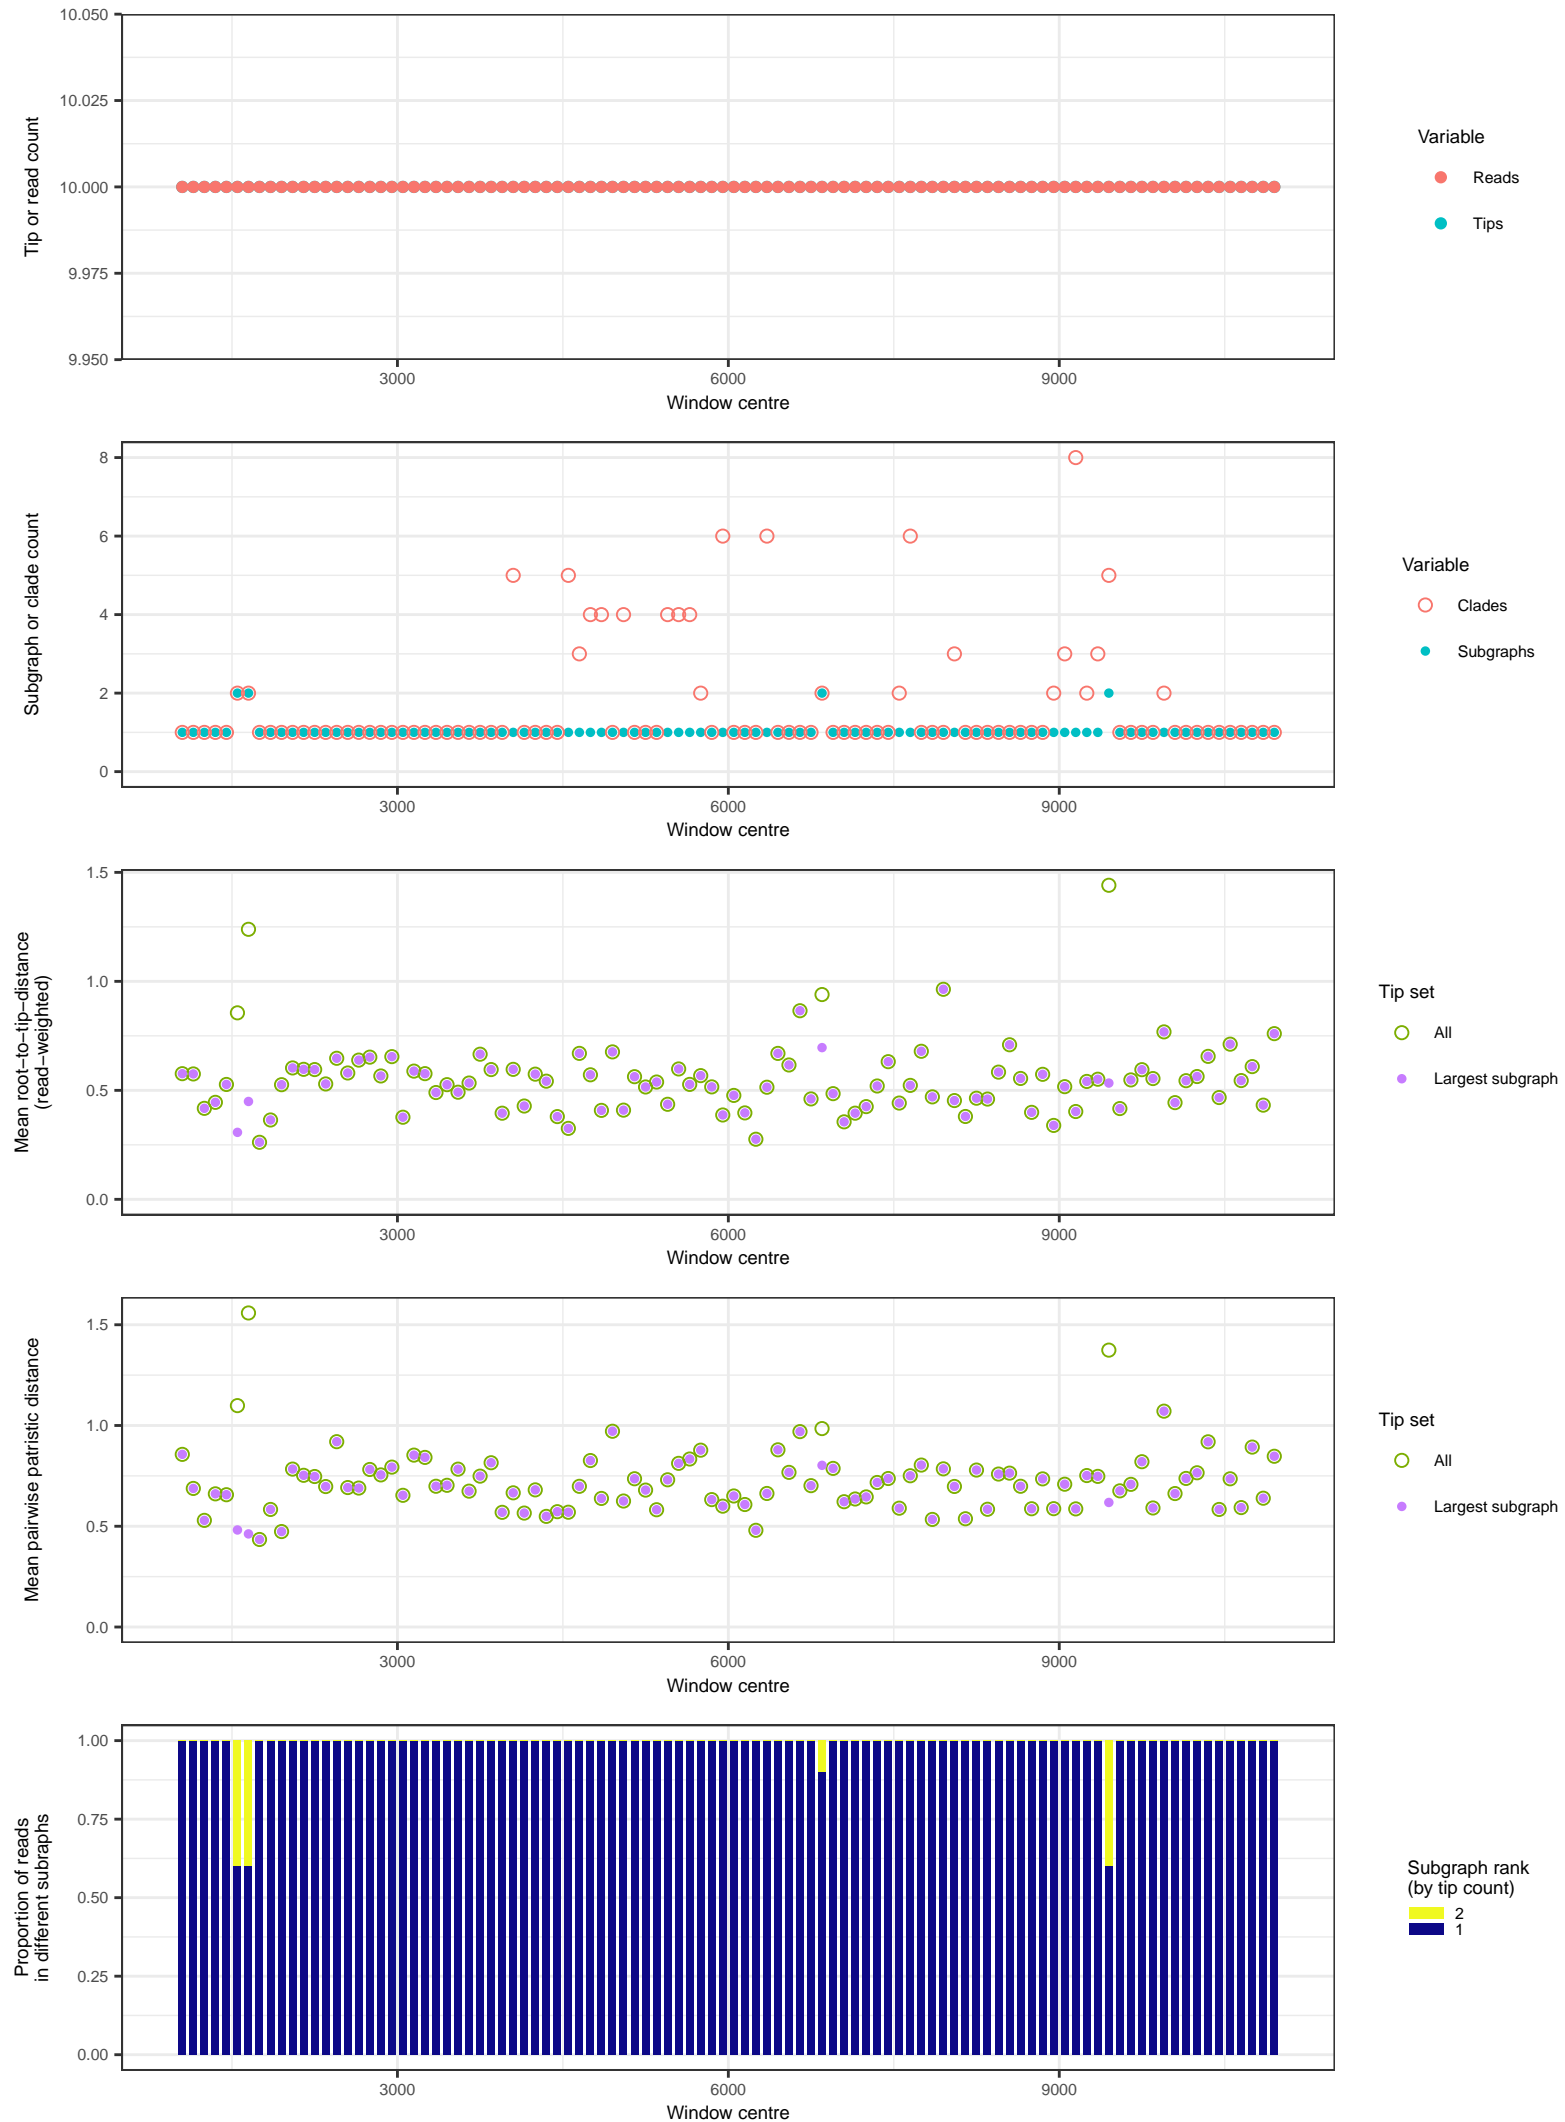 10.050
10.025
10.000
9.975
9.950
Tip or read count
3000 6000 9000
Window centre
Variable
Reads
Tips
8
6
4
2
0
Subgraph or clade count
3000 6000 9000
Window centre
Variable
Clades
Subgraphs
1.5
1.0
0.5
0.0
Mean root−to−tip−distance
(read−weighted)
3000 6000 9000
Window centre
Tip set
All
Largest subgraph
1.5
1.0
0.5
0.0
Mean pairwise patristic distance
3000 6000 9000
Window centre
Tip set
All
Largest subgraph
1.00
0.75
0.50
0.25
0.00
Proportion of reads
in different subraphs
3000 6000 9000
Window centre
Subgraph rank
(by tip count)
2
1